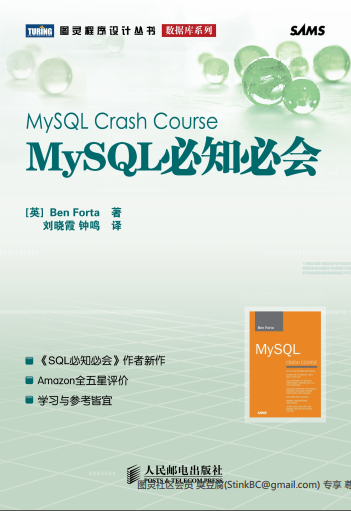 TURING 图灵程序设计丛书 数据库系列 SAMS
MySQL Crash Course
MySQL必知必会
[英] Ben Forta 著
刘晓霞 钟鸣 译
Ben Forta
MySQL
CRASH COURSE
SAMS
《SQL必知必会》作者新作
Amazon全五星评价
学习与参考皆宜
人民邮电出版社
POSTS & TELECOM PRESS
图灵社区会员 臭豆腐(StinkBC@gmail.com) 专享 尊